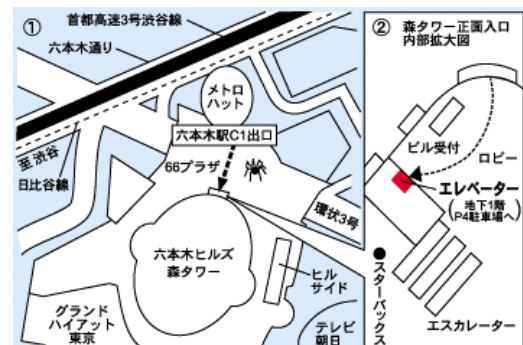 ①
首都高速3号渋谷線
六本木通り
メトロ
ハット
六本木駅C1出口
至渋谷
日比谷線
66プラザ
環状3号
六本木ヒルズ
森タワー
ヒル
サイド
グランド
ハイアット
東京
テレビ
朝日
② 森タワー正面入口
内部拡大図
ビル受付
ロビー
エレベーター
(地下1階
P4駐車場へ)
●スターバックス
エスカレーター